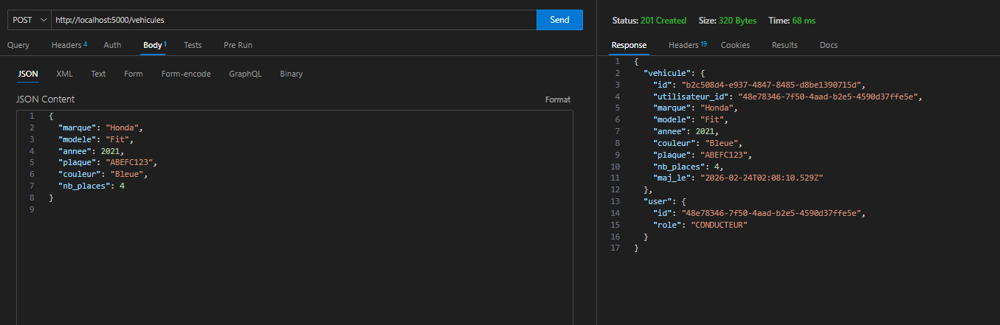 POST http://localhost:5000/vehicules Send
Query Headers 4 Auth Body 1 Tests Pre Run
JSON XML Text Form Form-encode GraphQL Binary
JSON Content Format
1 {
2 "marque": "Honda",
3 "modele": "Fit",
4 "annee": 2021,
5 "plaque": "ABEFC123",
6 "couleur": "Bleue",
7 "nb_places": 4
8 }
9
Status: 201 Created Size: 320 Bytes Time: 68 ms
Response Headers 19 Cookies Results Docs
1 {
2 "vehicule": {
3 "id": "b2c508d4-e937-4847-8485-d8be1390715d",
4 "utilisateur_id": "48e78346-7f50-4aad-b2e5-4590d37ffe5e",
5 "marque": "Honda",
6 "modele": "Fit",
7 "annee": 2021,
8 "couleur": "Bleue",
9 "plaque": "ABEFC123",
10 "nb_places": 4,
11 "maj_le": "2026-02-24T02:08:10.529Z"
12 },
13 "user": {
14 "id": "48e78346-7f50-4aad-b2e5-4590d37ffe5e",
15 "role": "CONDUCTEUR"
16 }
17 }